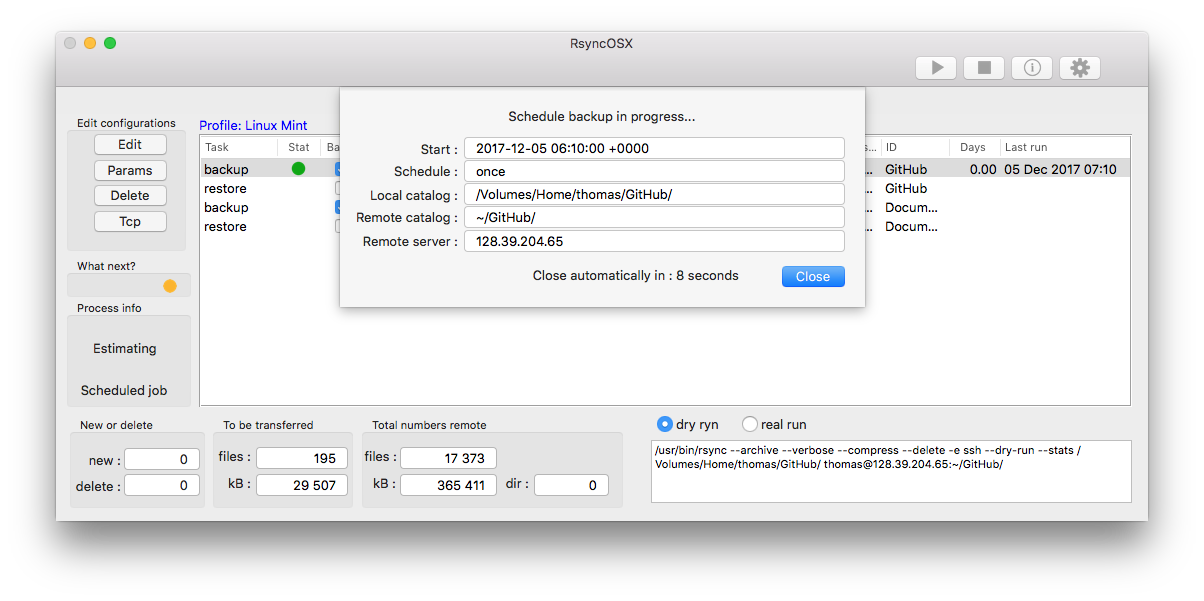 RsyncOSX
Schedule backup in progress...
Start : 2017-12-05 06:10:00 +0000
Schedule : once
Local catalog : /Volumes/Home/thomas/GitHub/
Remote catalog : ~/GitHub/
Remote server : 128.39.204.65
Close automatically in : 8 seconds Close
Edit configurations
Edit
Params
Delete
Tcp
What next?
Process info
Estimating
Scheduled job
Profile: Linux Mint
Task Stat Ba s... ID Days Last run
backup ... GitHub 0.00 05 Dec 2017 07:10
restore ... GitHub
backup ... Docum...
restore ... Docum...
New or delete
new : 0
delete : 0
To be transferred
files : 195
kB : 29 507
Total numbers remote
files : 17 373
kB : 365 411 dir : 0
dry ryn real run
/usr/bin/rsync --archive --verbose --compress --delete -e ssh --dry-run --stats /
Volumes/Home/thomas/GitHub/ thomas@128.39.204.65:~/GitHub/